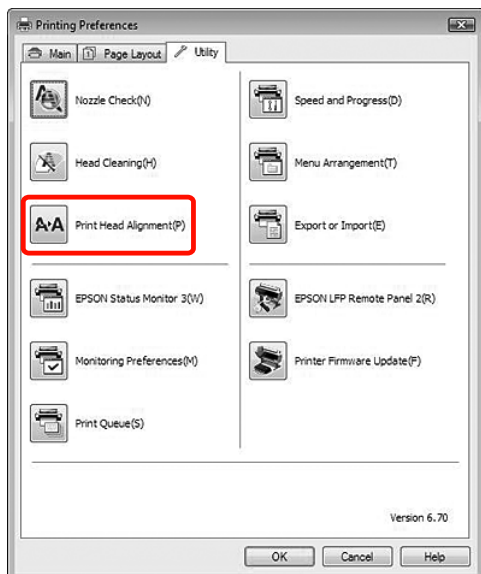 Printing Preferences
Main
Page Layout
Utility
Nozzle Check(N)
Speed and Progress(D)
Head Cleaning(H)
Menu Arrangement(T)
A·A
Print Head Alignment(P)
Export or Import(E)
EPSON Status Monitor 3(W)
EPSON LFP Remote Panel 2(R)
Monitoring Preferences(M)
Printer Firmware Update(F)
Print Queue(S)
Version 6.70
OK
Cancel
Help